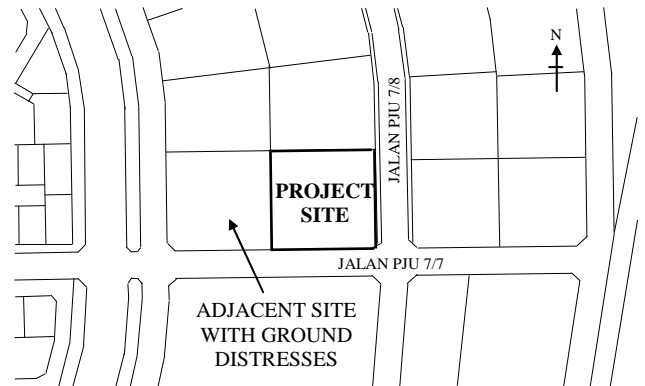 N
JALAN PJU 7/8
PROJECT
SITE
JALAN PJU 7/7
ADJACENT SITE
WITH GROUND
DISTRESSES